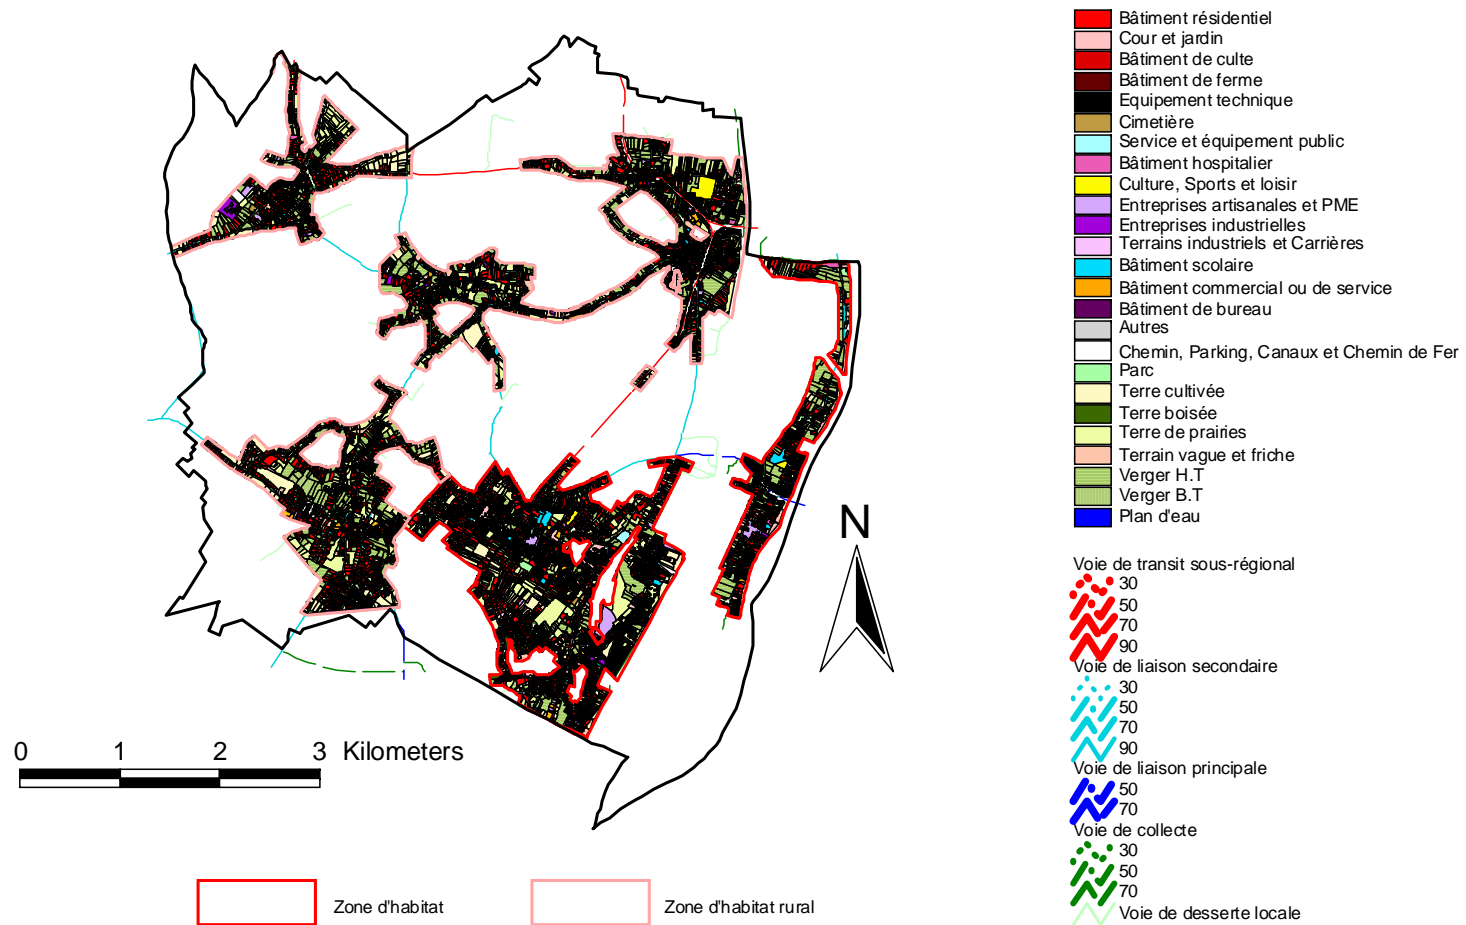 Bâtiment résidentiel
Cour et jardin
Bâtiment de culte
Bâtiment de ferme
Equipement technique
Cimetière
Service et équipement public
Bâtiment hospitalier
Culture, Sports et loisir
Entreprises artisanales et PME
Entreprises industrielles
Terrains industriels et Carrières
Bâtiment scolaire
Bâtiment commercial ou de service
Bâtiment de bureau
Autres
Chemin, Parking, Canaux et Chemin de Fer
Parc
Terre cultivée
Terre boisée
Terre de prairies
Terrain vague et friche
Verger H.T
Verger B.T
Plan d'eau
N
Voie de transit sous-régional
30
50
70
90
Voie de liaison secondaire
30
50
70
90
Voie de liaison principale
50
70
Voie de collecte
30
50
70
Voie de desserte locale
0 1 2 3 Kilometers
Zone d'habitat
Zone d'habitat rural